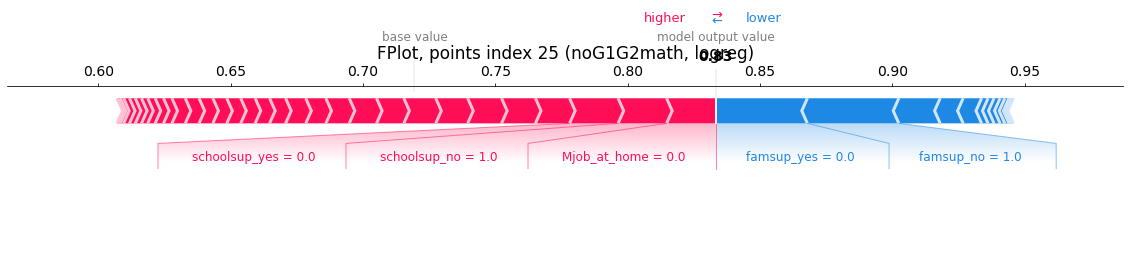 higher ⇄ lower
base value model output value
FPlot, points index 25 (noG1G2math, logreg)
0.83
0.60 0.65 0.70 0.75 0.80 0.85 0.90 0.95
schoolsup_yes = 0.0 schoolsup_no = 1.0 Mjob_at_home = 0.0 famsup_yes = 0.0 famsup_no = 1.0